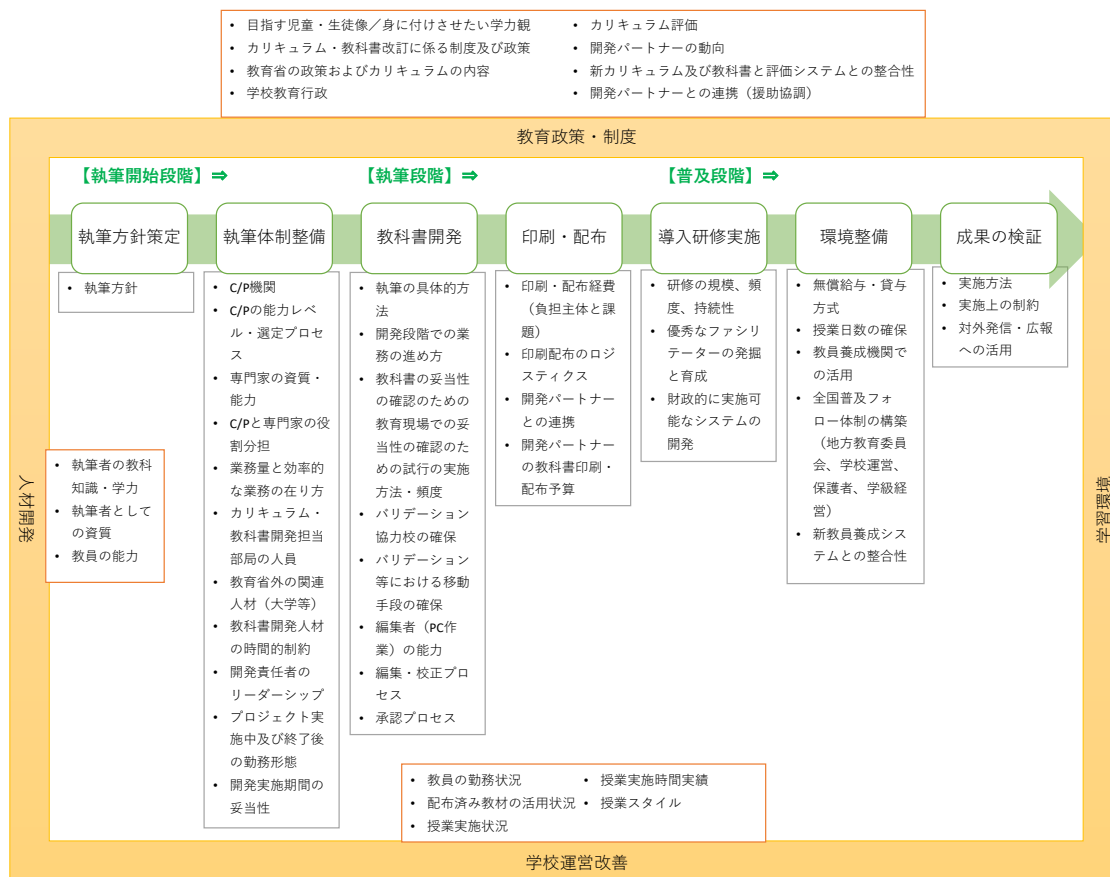 • 目指す児童・生徒像／身に付けさせたい学力観
• カリキュラム・教科書改訂に係る制度及び政策
• 教育省の政策およびカリキュラムの内容
• 学校教育行政
• カリキュラム評価
• 開発パートナーの動向
• 新カリキュラム及び教科書と評価システムとの整合性
• 開発パートナーとの連携（援助協調）
教育政策・制度
【執筆開始段階】⇒
【執筆段階】⇒
【普及段階】⇒
執筆方針策定
執筆体制整備
教科書開発
印刷・配布
導入研修実施
環境整備
成果の検証
• 執筆方針
• C/P機関
• C/Pの能力レ
ベル・選定プロ
セス
• 専門家の資質・
能力
• C/Pと専門家の役
割分担
• 業務量と効率的
な業務の在り方
• カリキュラム・
教科書開発担当
部局の人員
• 教育省外の関連
人材（大学等）
• 教科書開発人材
の時間的制約
• 開発責任者の
リーダーシップ
• プロジェクト実
施中及び終了後
の勤務形態
• 開発実施期間の
妥当性
• 執筆の具体的方
法
• 開発段階での業
務の進め方
• 教科書の妥当性
の確認のための
教育現場での妥
当性の確認のた
めの試行の実施
方法・頻度
• バリデーション
協力校の確保
• バリデーション
等における移動
手段の確保
• 編集者（PC作
業）の能力
• 編集・校正プロ
セス
• 承認プロセス
• 印刷・配布経費
（負担主体と課
題）
• 印刷配布のロジ
スティクス
• 開発パートナー
との連携
• 開発パートナー
の教科書印刷・
配布予算
• 研修の規模、頻
度、持続性
• 優秀なファシリ
テーターの発掘
と育成
• 財政的に実施可
能なシステムの
開発
• 無償給与・貸与
方式
• 授業日数の確保
• 教員養成機関で
の活用
• 全国普及フォ
ロー体制の構築
（地方教育委員
会、学校運営、
保護者、学級経
営）
• 新教員養成シス
テムとの整合性
• 実施方法
• 実施上の制約
• 対外発信・広報
への活用
人材開発
• 執筆者の教科
知識・学力
• 執筆者として
の資質
• 教員の能力
学習環境
• 教員の勤務状況
• 配布済み教材の活用状況
• 授業実施状況
• 授業実施時間実績
• 授業スタイル
学校運営改善